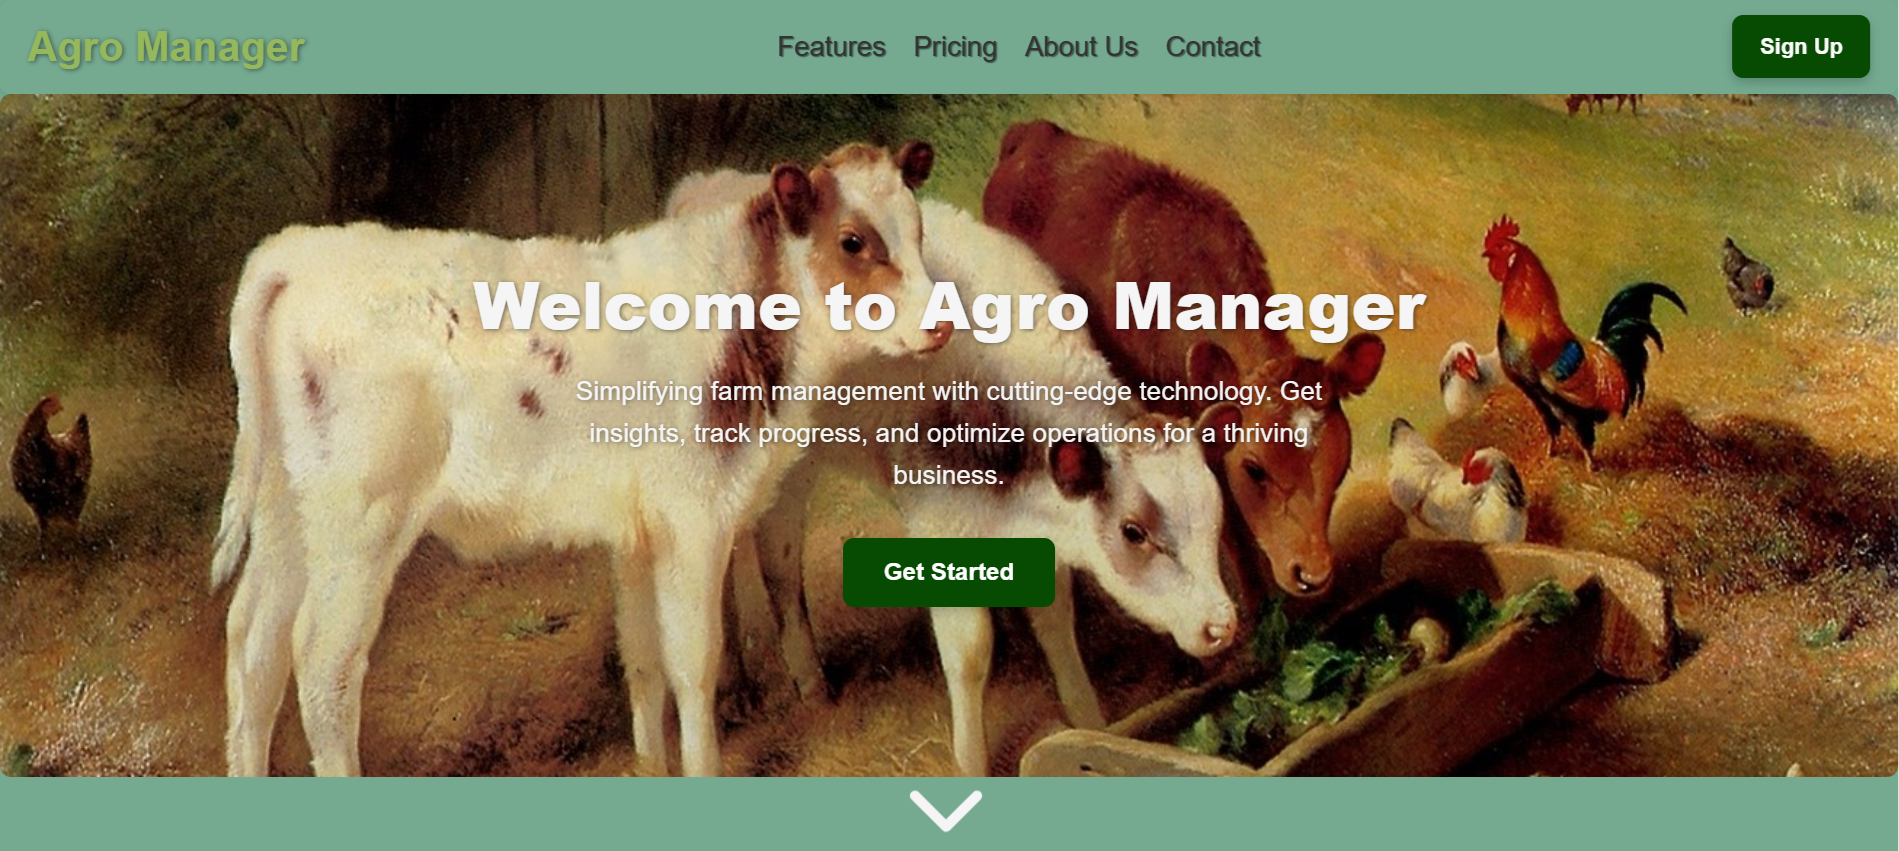 Agro Manager
Features Pricing About Us Contact
Sign Up
Welcome to Agro Manager
Simplifying farm management with cutting-edge technology. Get
insights, track progress, and optimize operations for a thriving
business.
Get Started